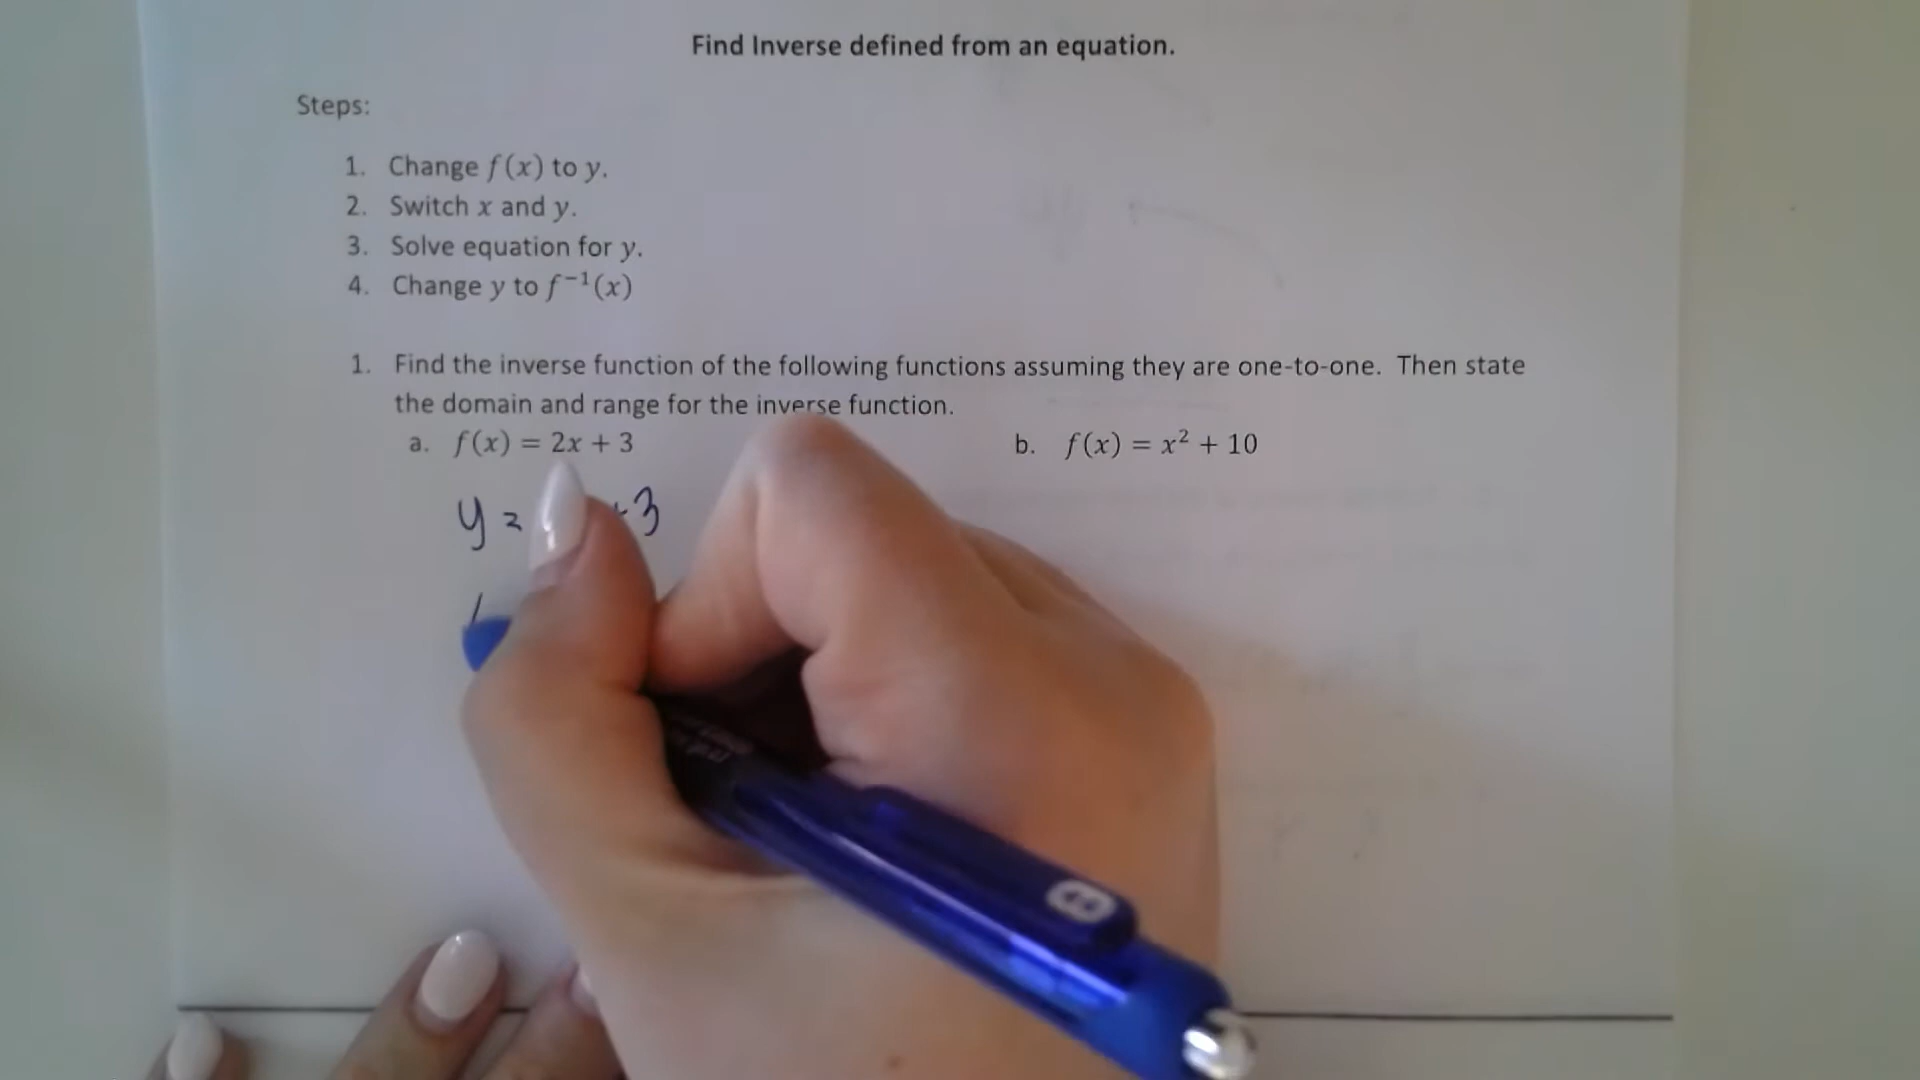 Find Inverse defined from an equation.
Steps:
1. Change f(x) to y.
2. Switch x and y.
3. Solve equation for y.
4. Change y to f⁻¹(x)
1. Find the inverse function of the following functions assuming they are one-to-one. Then state
the domain and range for the inverse function.
a. f(x) = 2x + 3
b. f(x) = x² + 10
y = +3